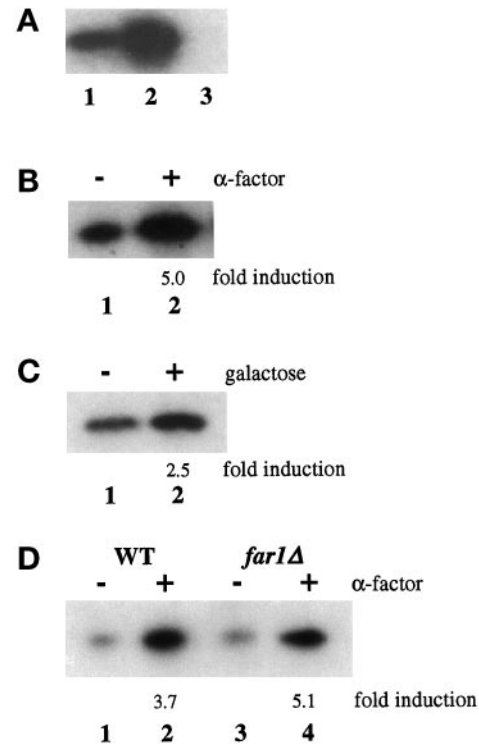 A
1 2 3
B - + α-factor
5.0 fold induction
1 2
C - + galactose
2.5 fold induction
1 2
D WT far1Δ
- + - + α-factor
3.7 5.1 fold induction
1 2 3 4